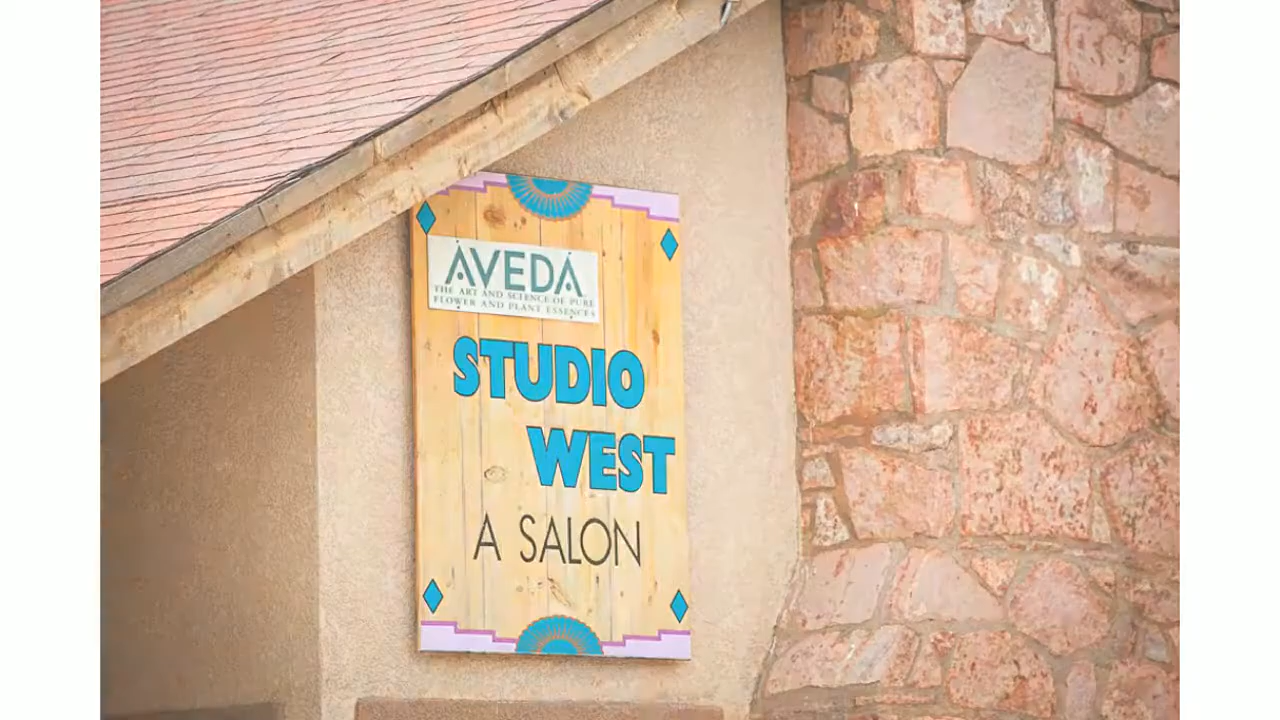 AVEDA
THE ART AND SCIENCE OF PURE
FLOWER AND PLANT ESSENCES
STUDIO
WEST
A SALON